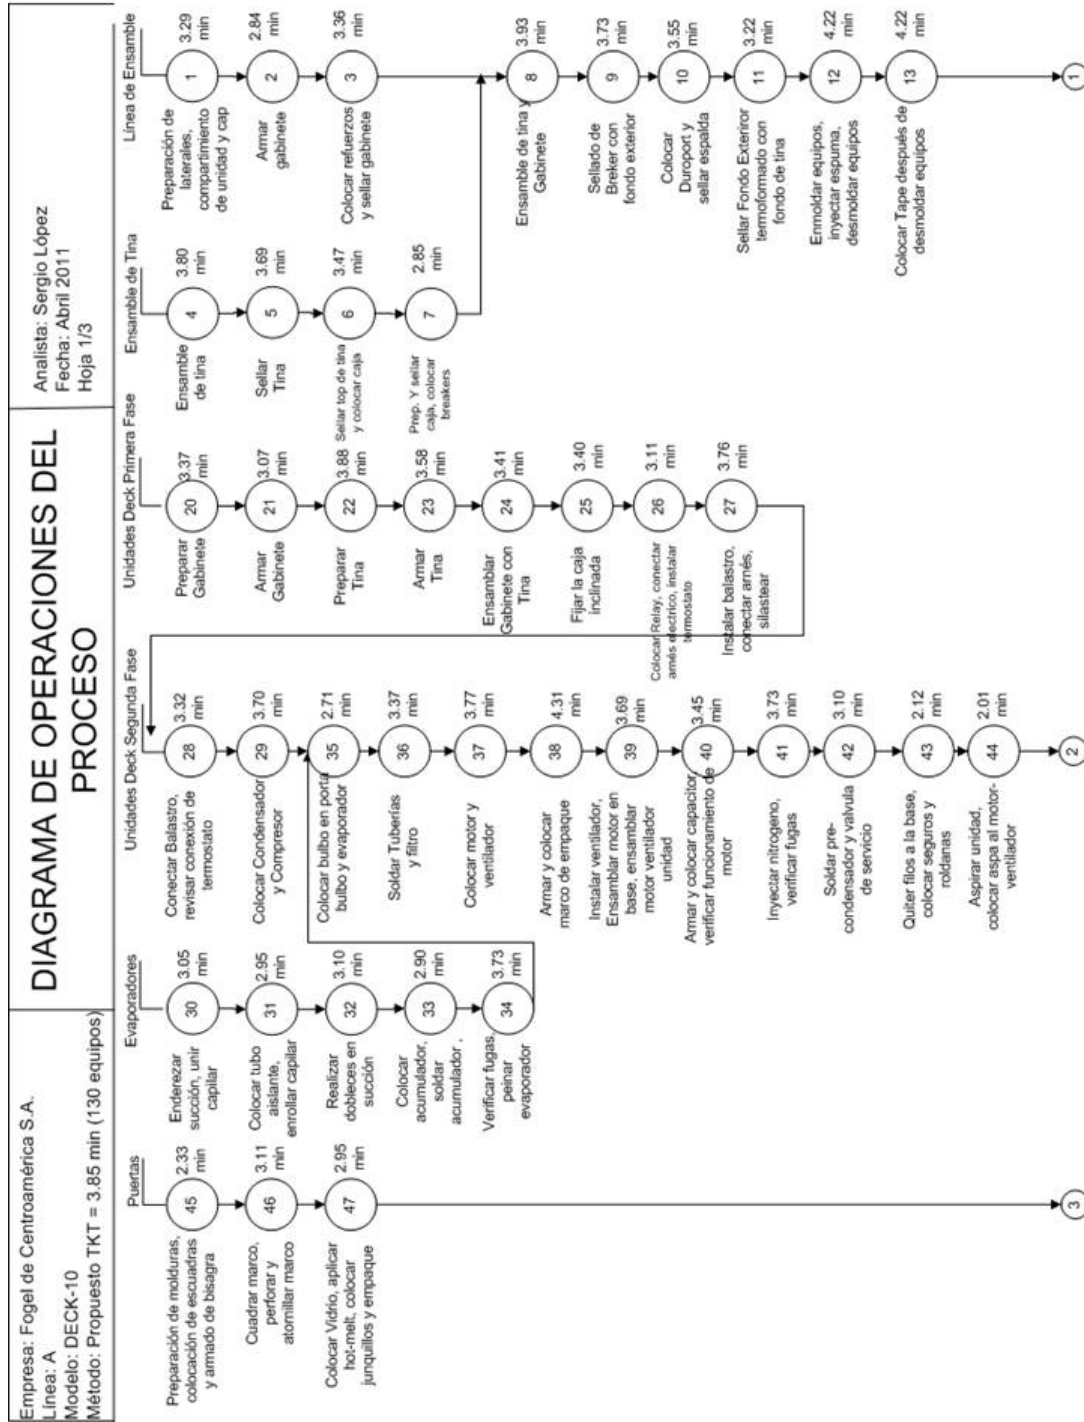 Empresa: Fogel de Centroamérica S.A.
Línea: A
Modelo: DECK-10
Método: Propuesto TKT = 3.85 min (130 equipos)
DIAGRAMA DE OPERACIONES DEL
PROCESO
Analista: Sergio López
Fecha: Abril 2011
Hoja 1/3
Puertas
Preparación de molduras,
colocación de escuadras
y armado de bisagra
45
2.33
min
Cuadrar marco,
perforar y
atornillar marco
46
3.11
min
Colocar Vidrio, aplicar
hot-melt, colocar
junquillos y empaque
47
2.95
min
3
Evaporadores
Enderezar
succión, unir
capilar
30
3.05
min
Colocar tubo
aislante,
enrollar capilar
31
2.95
min
Realizar
dobleces en
succión
32
3.10
min
Colocar
acumulador,
soldar
acumulador ,
33
2.90
min
Verificar fugas,
peinar
evaporador
34
3.73
min
Unidades Deck Segunda Fase
Conectar Balastro,
revisar conexión de
termostato
28
3.32
min
Colocar Condensador
y Compresor
29
3.70
min
Colocar bulbo en porta
bulbo y evaporador
35
2.71
min
Soldar Tuberías
y filtro
36
3.37
min
Colocar motor y
ventilador
37
3.77
min
Armar y colocar
marco de empaque
38
4.31
min
Instalar ventilador,
Ensamblar motor en
base, ensamblar
motor ventilador
unidad
39
3.69
min
Armar y colocar capacitor,
verificar funcionamiento de
motor
40
3.45
min
Inyectar nitrogeno,
verificar fugas
41
3.73
min
Soldar pre-
condensador y valvula
de servicio
42
3.10
min
Quiter filos a la base,
colocar seguros y
roldanas
43
2.12
min
Aspirar unidad,
colocar aspa al motor-
ventilador
44
2.01
min
2
Unidades Deck Primera Fase
Preparar
Gabinete
20
3.37
min
Armar
Gabinete
21
3.07
min
Preparar
Tina
22
3.88
min
Armar
Tina
23
3.58
min
Ensamblar
Gabinete con
Tina
24
3.41
min
Fijar la caja
inclinada
25
3.40
min
Colocar Relay, conectar
arnés electrico, instalar
termostato
26
3.11
min
Instalar balastro,
conectar arnés,
silastear
27
3.76
min
Ensamble de Tina
Ensamble
de tina
4
3.80
min
Sellar
Tina
5
3.69
min
Sellar top de tina
y colocar caja
6
3.47
min
Prep. Y sellar
caja, colocar
breakers
7
2.85
min
Línea de Ensamble
Preparación de
laterales,
compartimiento
de unidad y cap
1
3.29
min
Armar
gabinete
2
2.84
min
Colocar refuerzos
y sellar gabinete
3
3.36
min
Ensamble de tina y
Gabinete
8
3.93
min
Sellado de
Breker con
fondo exterior
9
3.73
min
Colocar
Duroport y
sellar espalda
10
3.55
min
Sellar Fondo Exteriror
termoformado con
fondo de tina
11
3.22
min
Enmoldar equipos,
inyectar espuma,
desmoldar equipos
12
4.22
min
Colocar Tape después de
desmoldar equipos
13
4.22
min
1